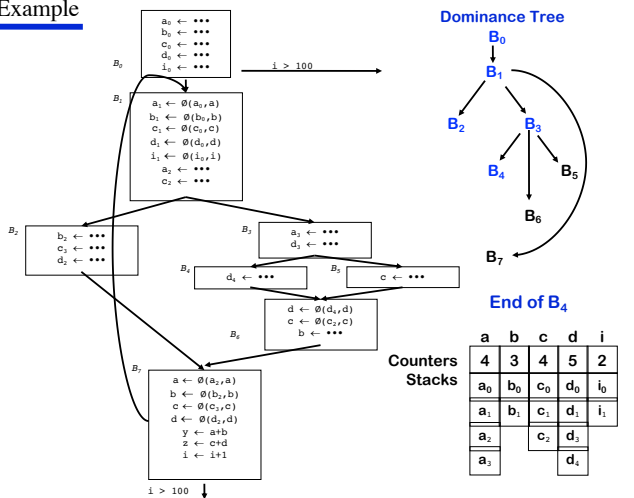 Example
B₀
a₀ ← •••
b₀ ← •••
c₀ ← •••
d₀ ← •••
i₀ ← •••
i > 100
B₁
a₁ ← Ø(a₀,a)
b₁ ← Ø(b₀,b)
c₁ ← Ø(c₀,c)
d₁ ← Ø(d₀,d)
i₁ ← Ø(i₀,i)
a₂ ← •••
c₂ ← •••
B₂
b₂ ← •••
c₃ ← •••
d₂ ← •••
B₃
a₃ ← •••
d₃ ← •••
B₄
d₄ ← •••
B₅
c ← •••
B₆
d ← Ø(d₄,d)
c ← Ø(c₂,c)
b ← •••
B₇
a ← Ø(a₂,a)
b ← Ø(b₂,b)
c ← Ø(c₃,c)
d ← Ø(d₂,d)
y ← a+b
z ← c+d
i ← i+1
i > 100
Dominance Tree
B₀
B₁
B₂ B₃
B₄ B₅
B₆
B₇
End of B₄
a b c d i
Counters 4 3 4 5 2
Stacks a₀ b₀ c₀ d₀ i₀
a₁ b₁ c₁ d₁ i₁
a₂ c₂ d₃
a₃ d₄